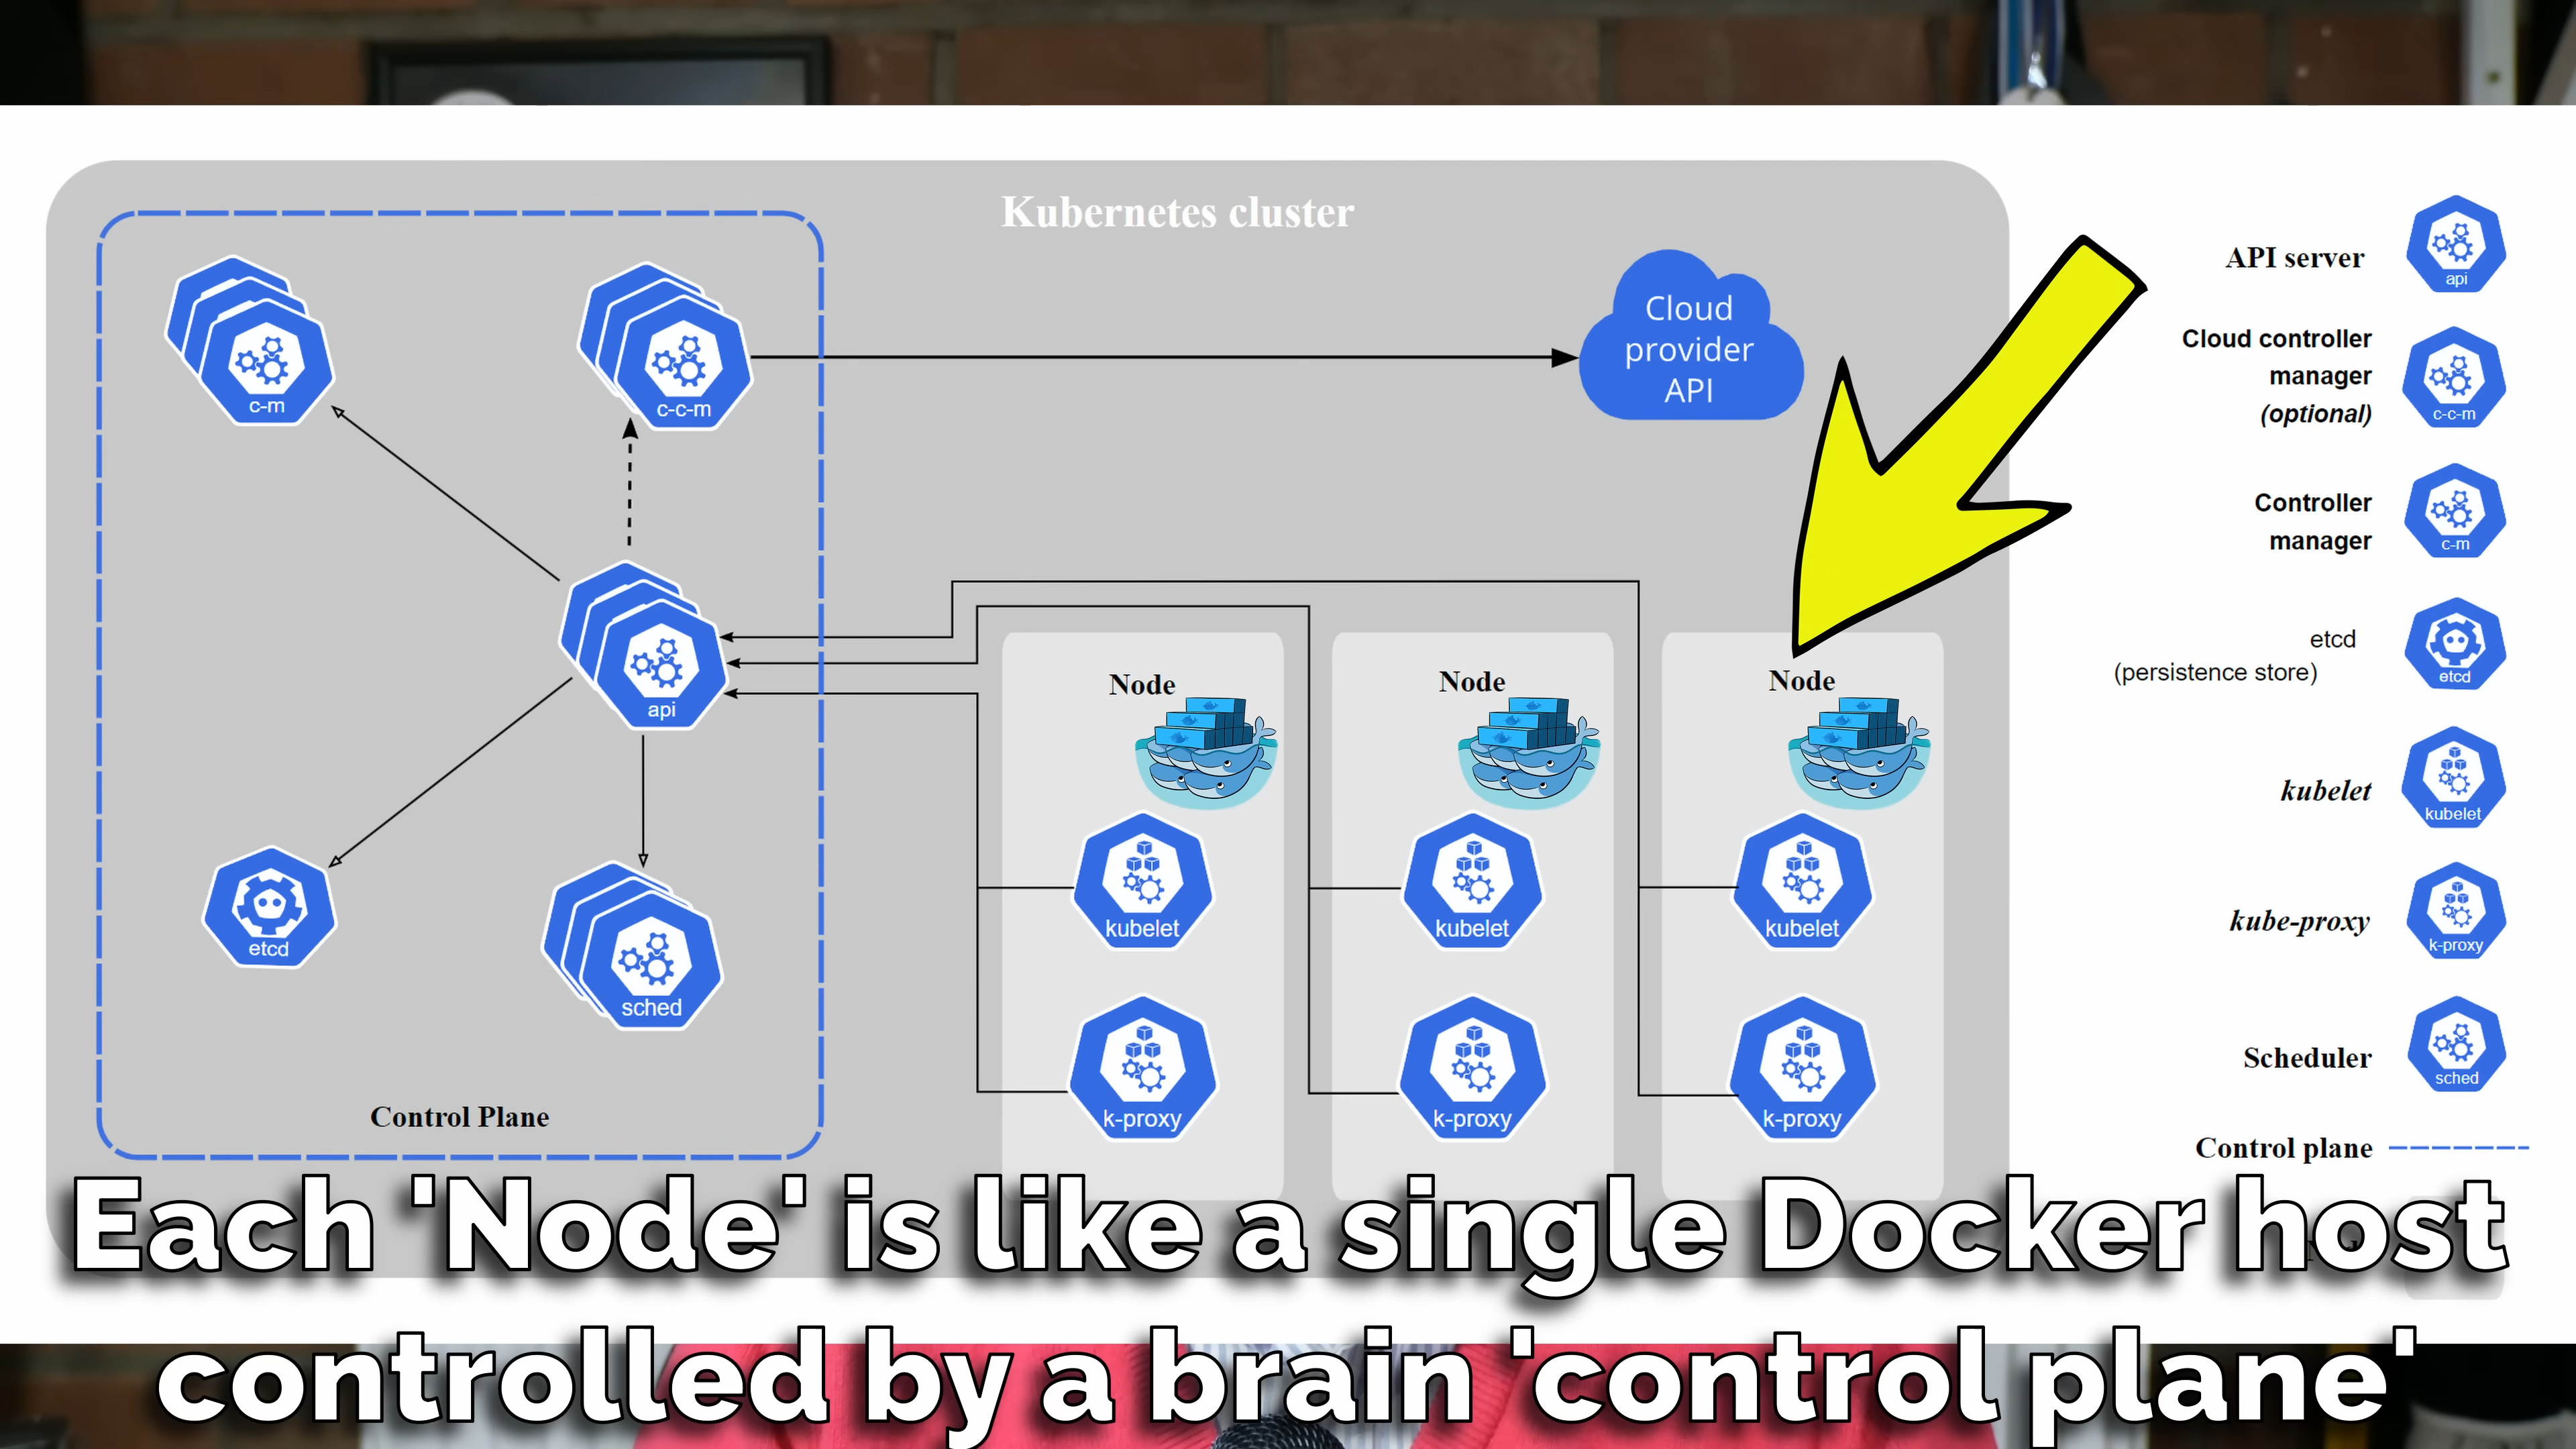 Kubernetes cluster
c-m
c-c-m
Cloud
provider
API
api
etcd
sched
Control Plane
Node
Node
Node
kubelet
kubelet
kubelet
k-proxy
k-proxy
k-proxy
API server
api
Cloud controller
manager
(optional)
c-c-m
Controller
manager
c-m
etcd
(persistence store)
etcd
kubelet
kubelet
kube-proxy
k-proxy
Scheduler
sched
Control plane
Each 'Node' is like a single Docker host
controlled by a brain 'control plane'